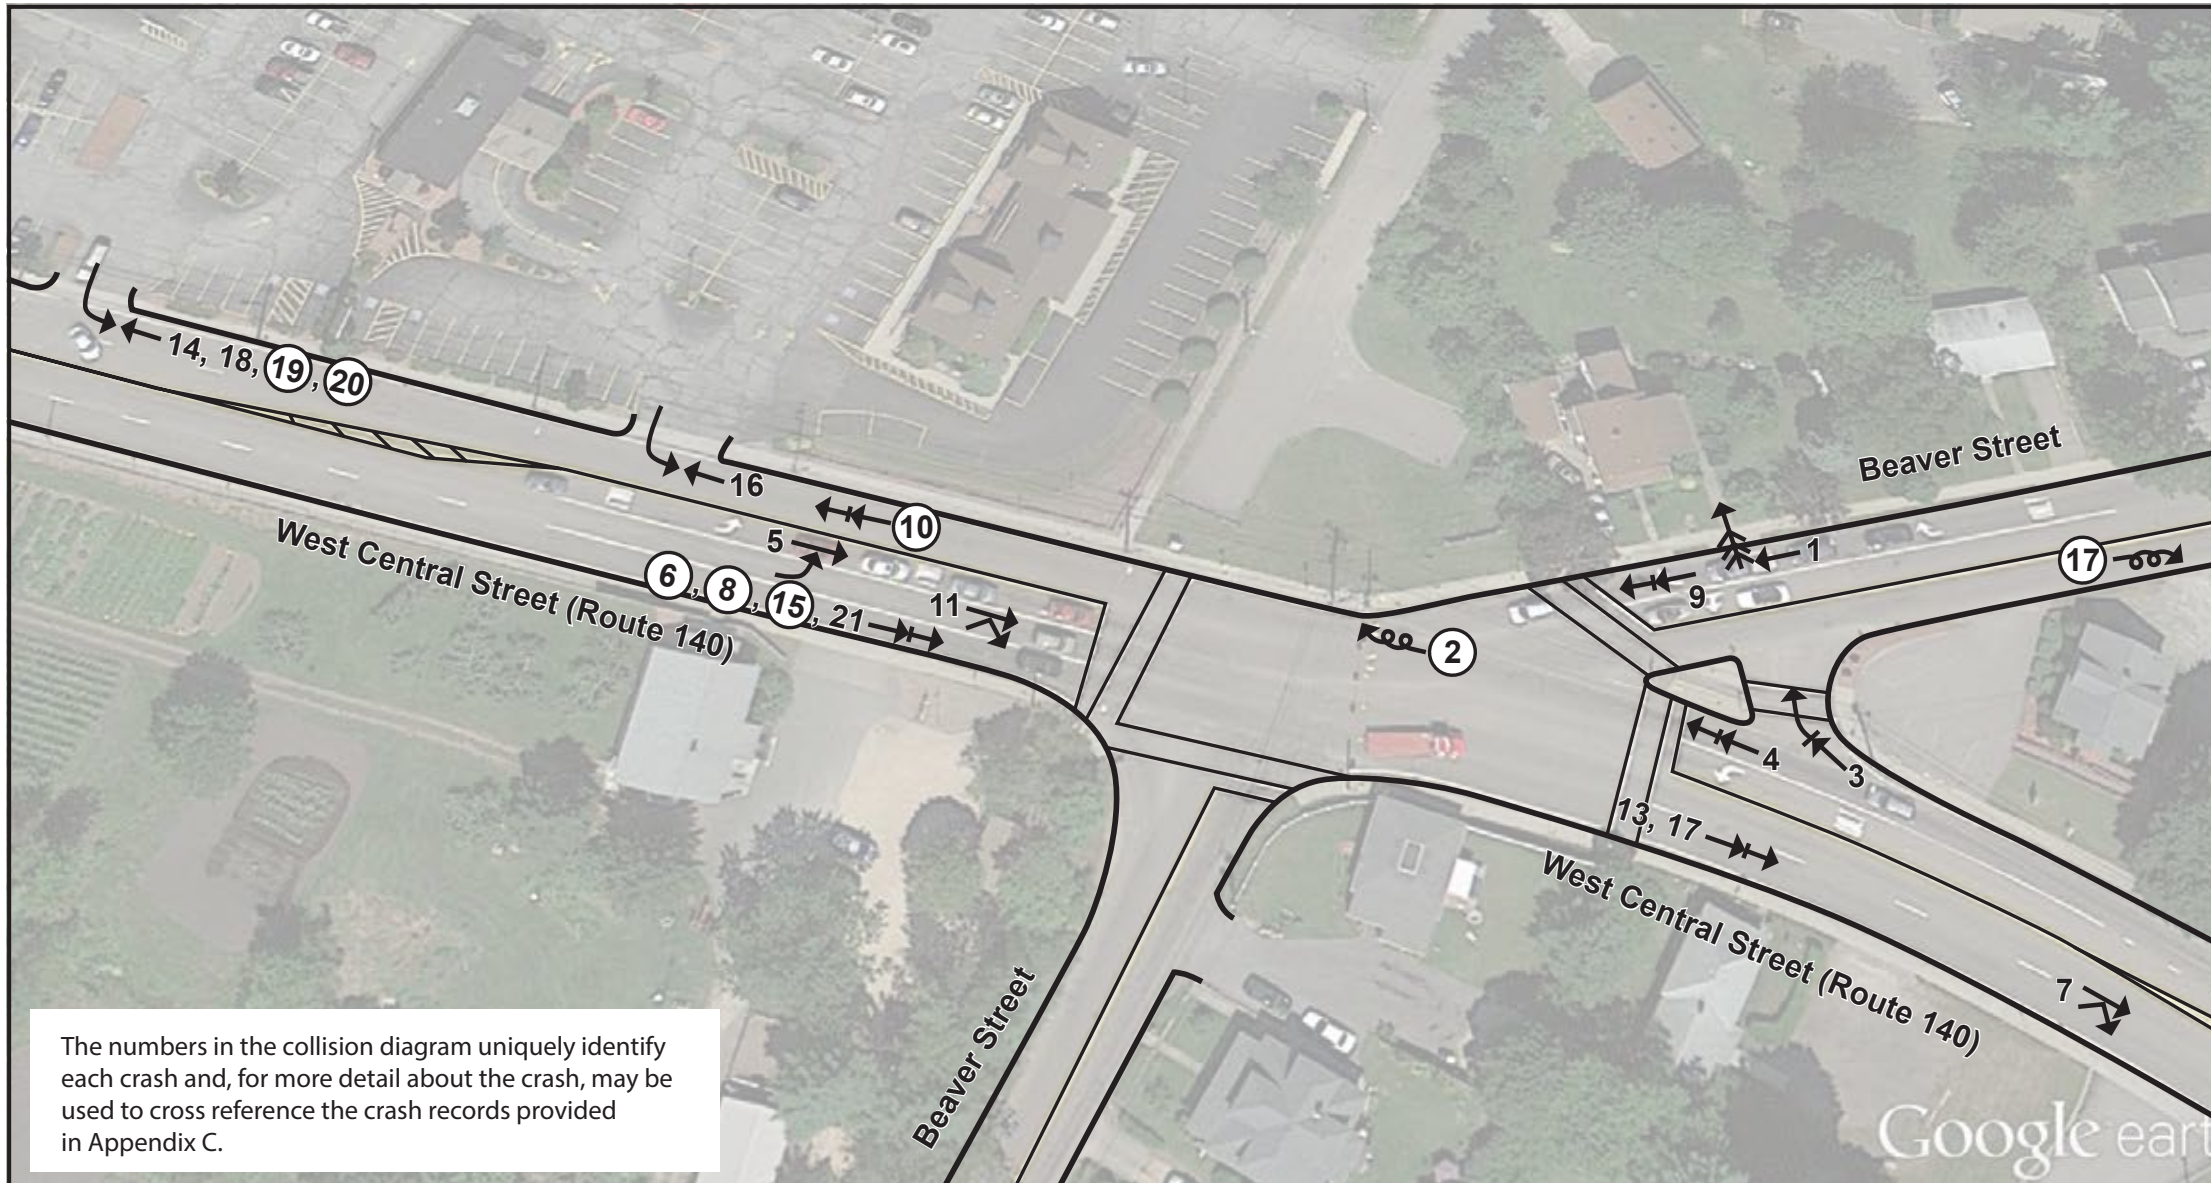 14, 18, 19, 20
16
10
5
West Central Street (Route 140)
6, 8, 15, 21
11
2
Beaver Street
1
9
17
4
3
13, 17
West Central Street (Route 140)
7
Beaver Street
The numbers in the collision diagram uniquely identify
each crash and, for more detail about the crash, may be
used to cross reference the crash records provided
in Appendix C.
Google eart